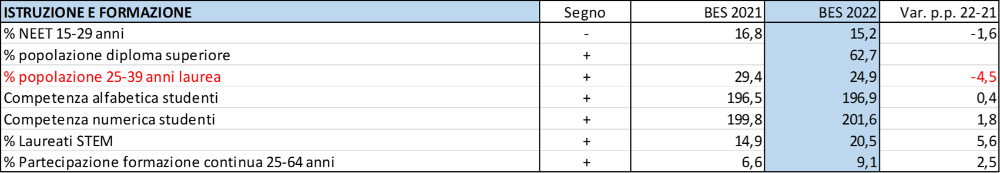 ISTRUZIONE E FORMAZIONE Segno BES 2021 BES 2022 Var. p.p. 22-21
% NEET 15-29 anni - 16,8 15,2 -1,6
% popolazione diploma superiore + 62,7
% popolazione 25-39 anni laurea + 29,4 24,9 -4,5
Competenza alfabetica studenti + 196,5 196,9 0,4
Competenza numerica studenti + 199,8 201,6 1,8
% Laureati STEM + 14,9 20,5 5,6
% Partecipazione formazione continua 25-64 anni + 6,6 9,1 2,5